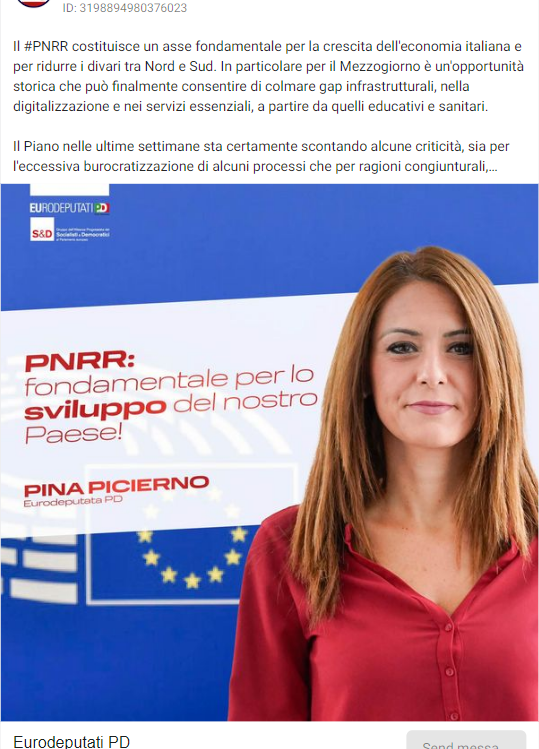 ID: 3198894980376023
Il #PNRR costituisce un asse fondamentale per la crescita dell'economia italiana e
per ridurre i divari tra Nord e Sud. In particolare per il Mezzogiorno è un'opportunità
storica che può finalmente consentire di colmare gap infrastrutturali, nella
digitalizzazione e nei servizi essenziali, a partire da quelli educativi e sanitari.
Il Piano nelle ultime settimane sta certamente scontando alcune criticità, sia per
l'eccessiva burocratizzazione di alcuni processi che per ragioni congiunturali,...
EURODEPUTATI PD
S&D
Socialisti e Democratici
PNRR:
fondamentale per lo
sviluppo del nostro
Paese!
PINA PICIERNO
Eurodeputata PD
Eurodeputati PD
Send messa...